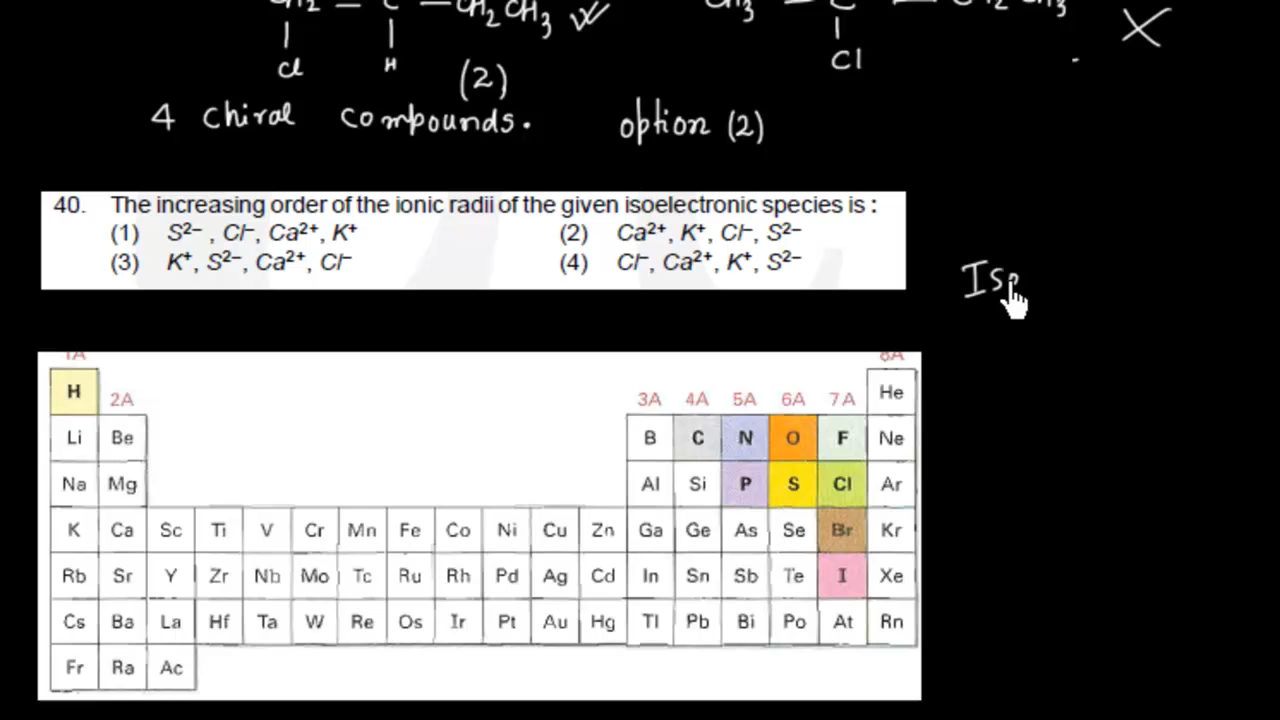 CH₂ — C — CH₂CH₃ CH₃ — C — CH₂CH₃
Cl H (2) Cl
4 chiral compounds. option (2)
40. The increasing order of the ionic radii of the given isoelectronic species is :
(1) S²⁻ , Cl⁻, Ca²⁺, K⁺ (2) Ca²⁺, K⁺, Cl⁻, S²⁻
(3) K⁺, S²⁻, Ca²⁺, Cl⁻ (4) Cl⁻, Ca²⁺, K⁺, S²⁻
Iso
1A 8A
H 2A 3A 4A 5A 6A 7A He
Li Be B C N O F Ne
Na Mg Al Si P S Cl Ar
K Ca Sc Ti V Cr Mn Fe Co Ni Cu Zn Ga Ge As Se Br Kr
Rb Sr Y Zr Nb Mo Tc Ru Rh Pd Ag Cd In Sn Sb Te I Xe
Cs Ba La Hf Ta W Re Os Ir Pt Au Hg Tl Pb Bi Po At Rn
Fr Ra Ac